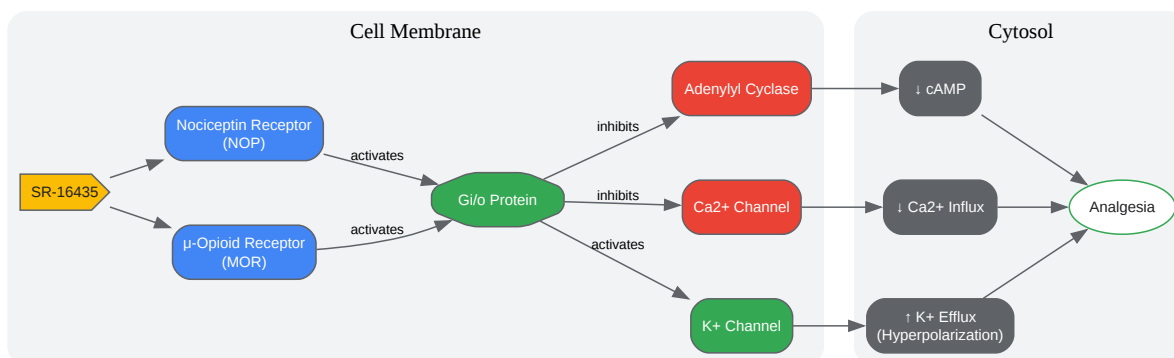 Cell Membrane
Cytosol
SR-16435
Nociceptin Receptor
(NOP)
μ-Opioid Receptor
(MOR)
activates
activates
Gi/o Protein
inhibits
inhibits
activates
Adenylyl Cyclase
Ca2+ Channel
K+ Channel
↓ cAMP
↓ Ca2+ Influx
↑ K+ Efflux
(Hyperpolarization)
Analgesia